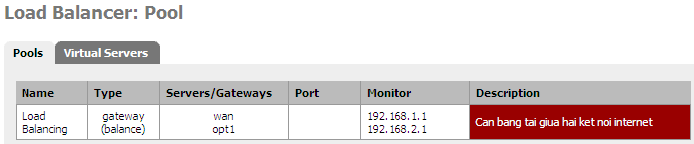 Load Balancer: Pool
Pools
Virtual Servers
Name Type Servers/Gateways Port Monitor Description
Load gateway wan 192.168.1.1 Can bang tai giua hai ket noi internet
Balancing (balance) opt1 192.168.2.1